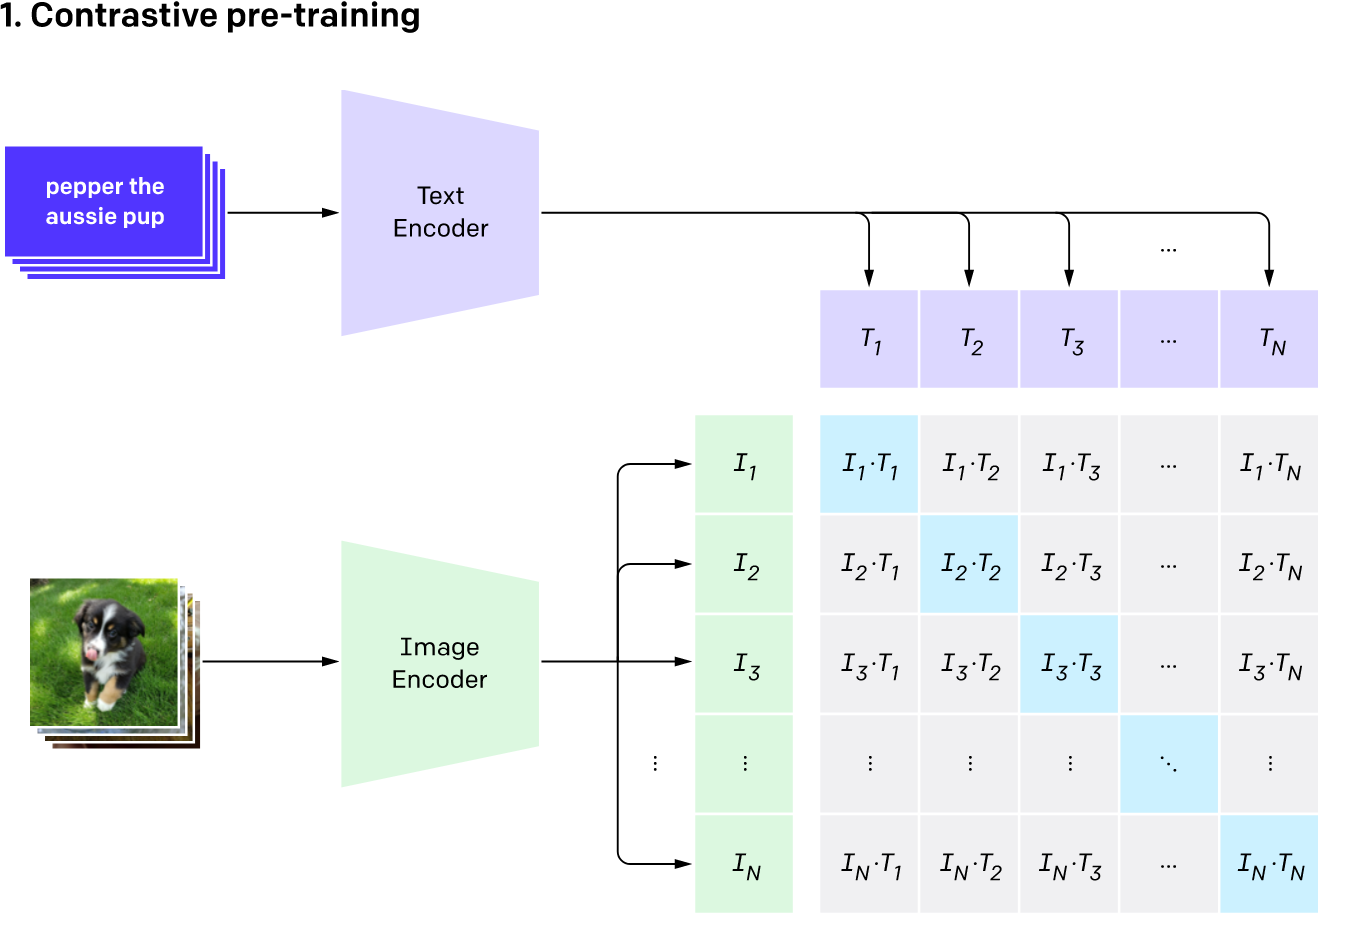 1. Contrastive pre-training
pepper the
aussie pup
Text
Encoder
...
T1 T2 T3 ... TN
I1 I1·T1 I1·T2 I1·T3 ... I1·TN
I2 I2·T1 I2·T2 I2·T3 ... I2·TN
Image
Encoder
I3 I3·T1 I3·T2 I3·T3 ... I3·TN
⋮ ⋮ ⋮ ⋮ ⋮ ⋱ ⋮
IN IN·T1 IN·T2 IN·T3 ... IN·TN